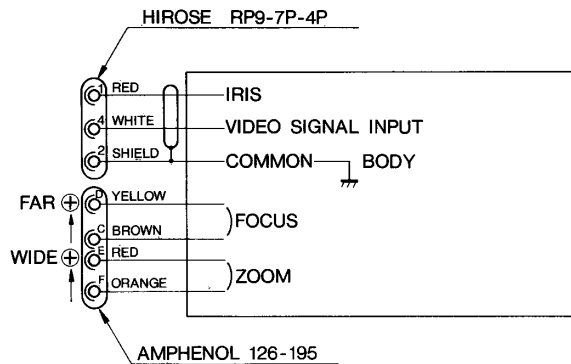 HIROSE RP9-7P-4P
1 RED IRIS
4 WHITE VIDEO SIGNAL INPUT
2 SHIELD COMMON BODY
FAR + D YELLOW
FOCUS
C BROWN
WIDE + E RED
ZOOM
F ORANGE
AMPHENOL 126-195